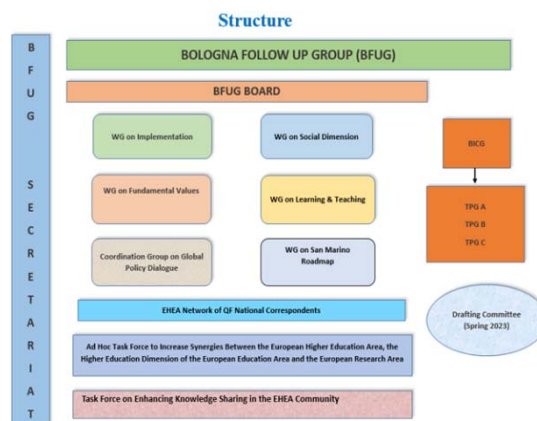 Structure
BFUG SECRETARIAT
BOLOGNA FOLLOW UP GROUP (BFUG)
BFUG BOARD
WG on Implementation
WG on Social Dimension
BICG
WG on Fundamental Values
WG on Learning & Teaching
TPG A
TPG B
TPG C
Coordination Group on Global
Policy Dialogue
WG on San Marino
Roadmap
EHEA Network of QF National Correspondents
Drafting Committee
(Spring 2023)
Ad Hoc Task Force to Increase Synergies Between the European Higher Education Area, the
Higher Education Dimension of the European Education Area and the European Research Area
Task Force on Enhancing Knowledge Sharing in the EHEA Community